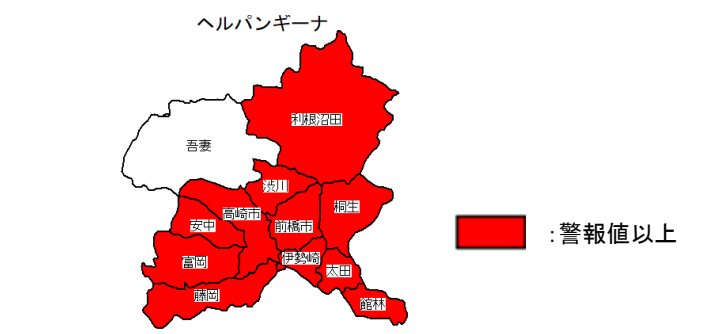 ヘルパンギーナ
利根沼田
吾妻
渋川
桐生
高崎市
安中
前橋市
伊勢崎
富岡
太田
藤岡
館林
:警報値以上